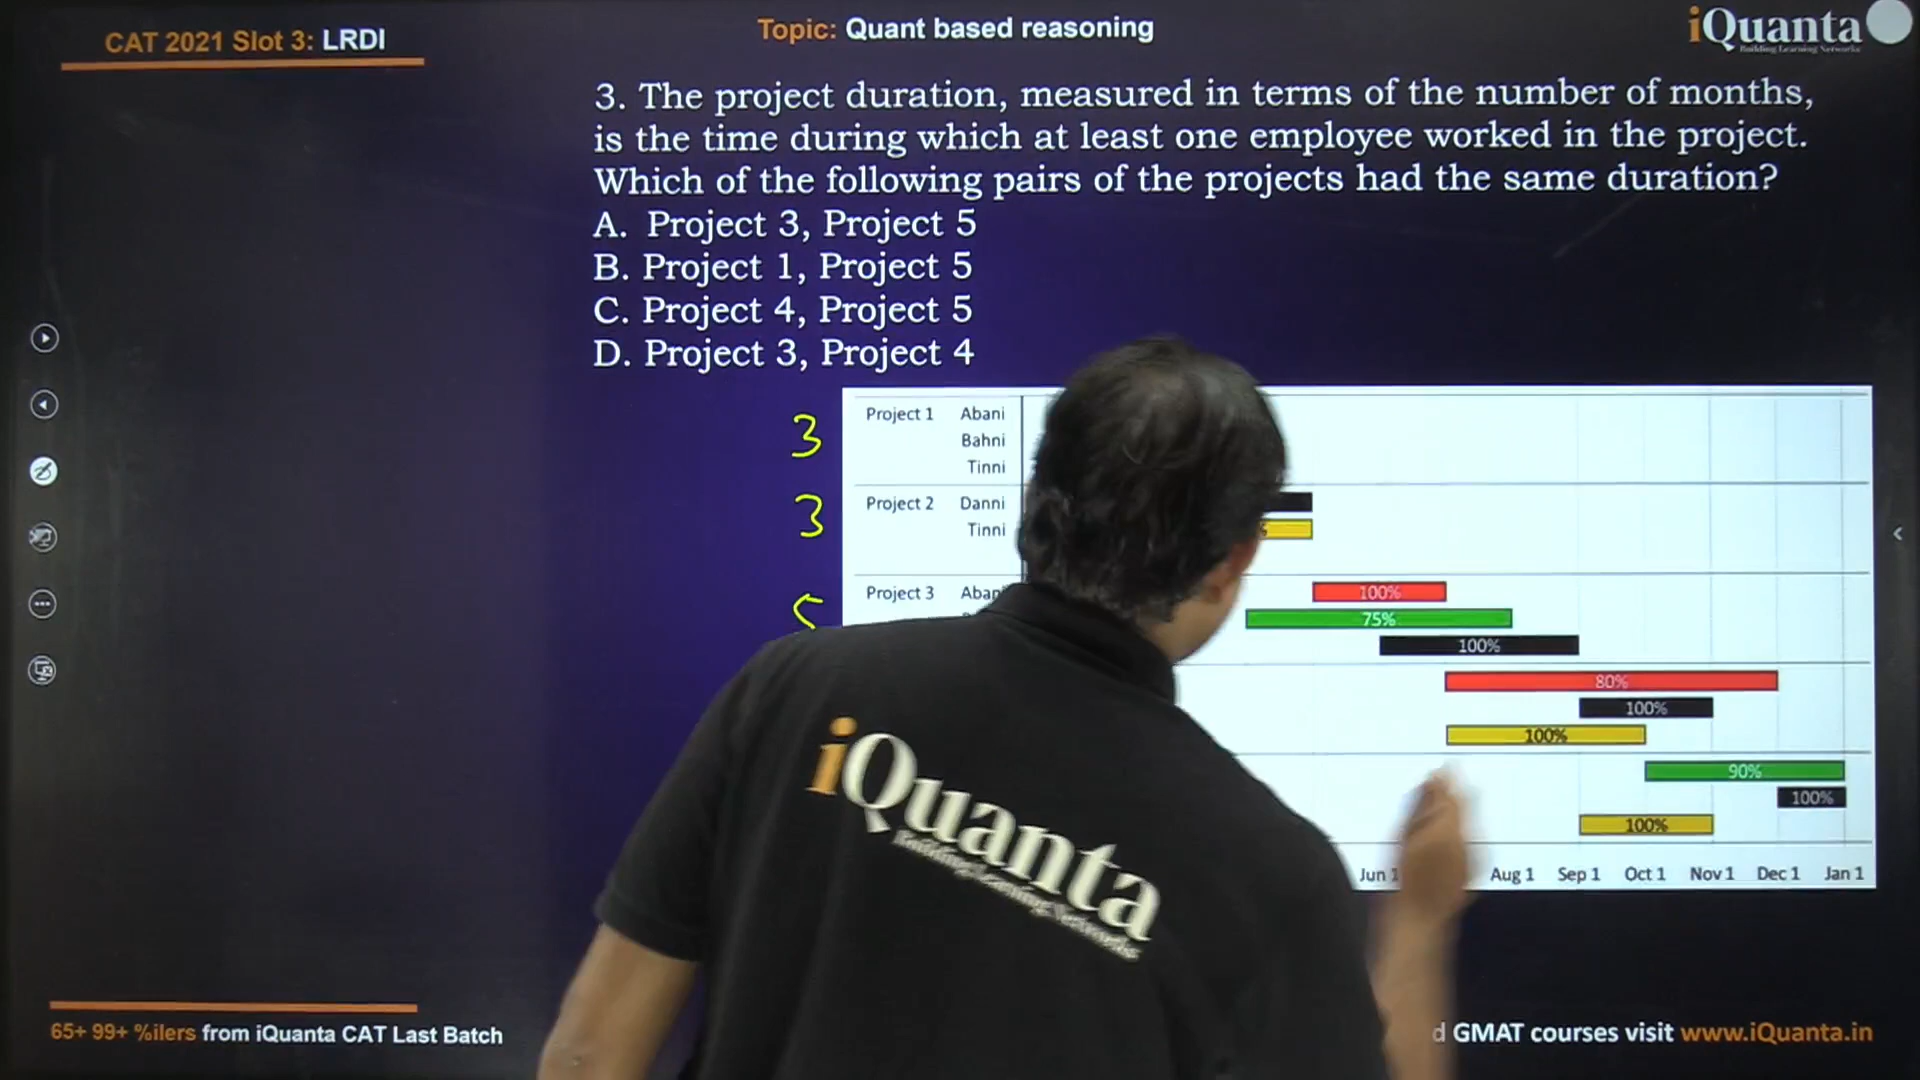 CAT 2021 Slot 3: LRDI
Topic: Quant based reasoning
iQuanta
Building Learning Networks
3. The project duration, measured in terms of the number of months,
is the time during which at least one employee worked in the project.
Which of the following pairs of the projects had the same duration?
A. Project 3, Project 5
B. Project 1, Project 5
C. Project 4, Project 5
D. Project 3, Project 4
3 Project 1 Abani
Bahni
Tinni
3 Project 2 Danni
Tinni
Project 3 100%
75%
100%
80%
100%
100%
90%
100%
100%
Jun 1 Aug 1 Sep 1 Oct 1 Nov 1 Dec 1 Jan 1
iQuanta
Building Learning Networks
65+ 99+ %ilers from iQuanta CAT Last Batch
GMAT courses visit www.iQuanta.in